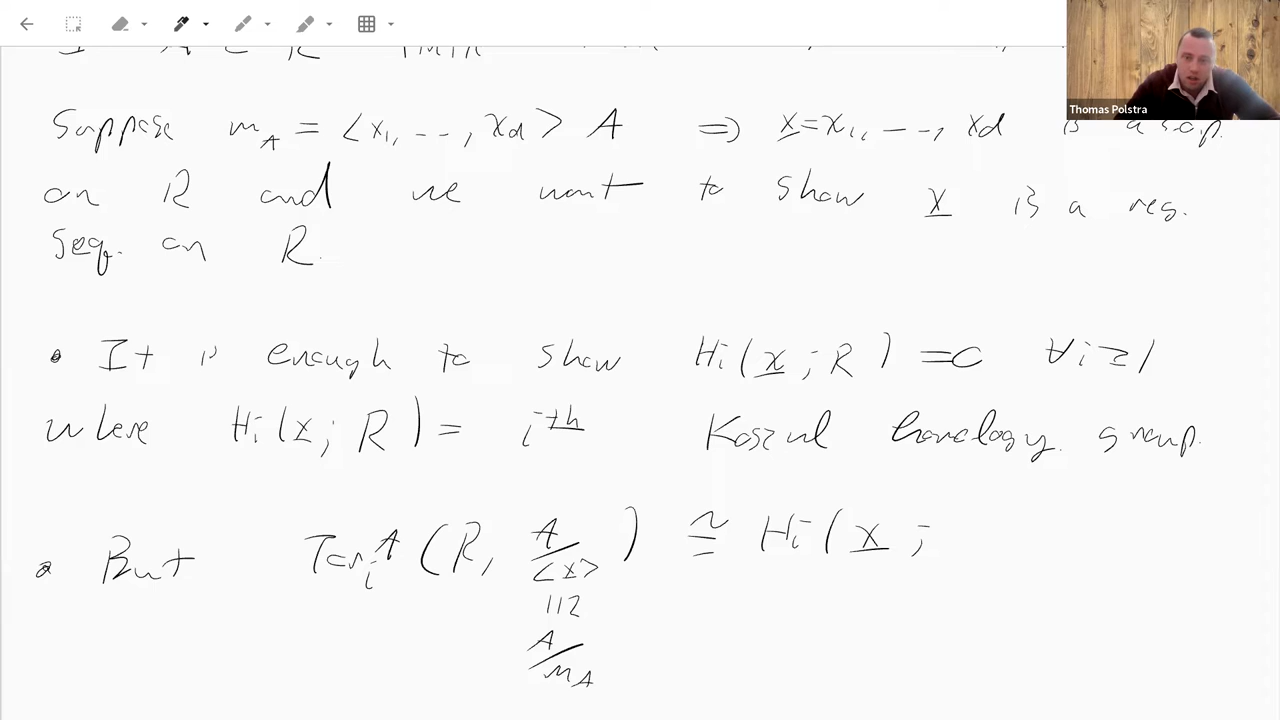 Thomas Polstra
Suppose m_A = <x_1, --, x_d> A => x = x_1, --, x_d is a s.o.p.
on R and we want to show x is a reg.
seq. on R.
• It is enough to show H_i(x; R) = 0 ∀ i ≥ 1
where H_i(x; R) = i^th Koszul homology group.
• But Tor_i^A (R, A/<x>) ≅ H_i(x;
A/m_A